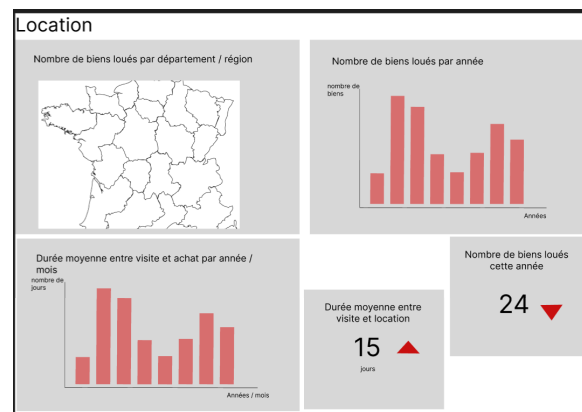 Location
Nombre de biens loués par département / région
Nombre de biens loués par année
nombre de
biens
Années
Durée moyenne entre visite et achat par année /
mois
nombre de
jours
Années / mois
Durée moyenne entre
visite et location
15
jours
Nombre de biens loués
cette année
24